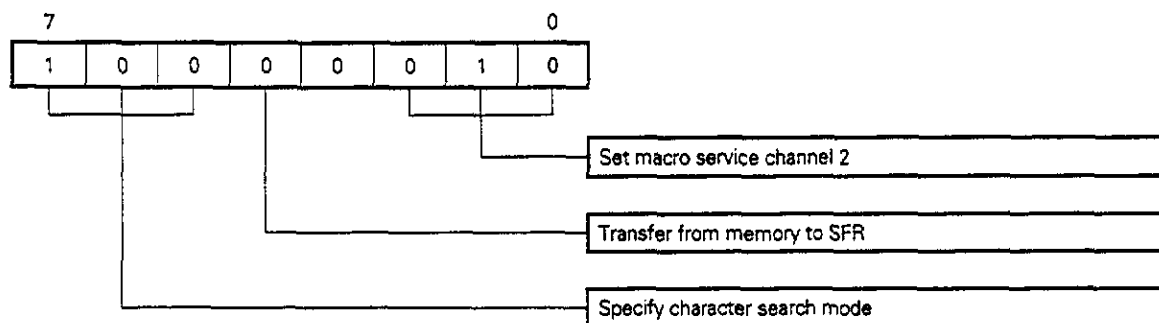 7 0
1 0 0 0 0 0 1 0
Set macro service channel 2
Transfer from memory to SFR
Specify character search mode